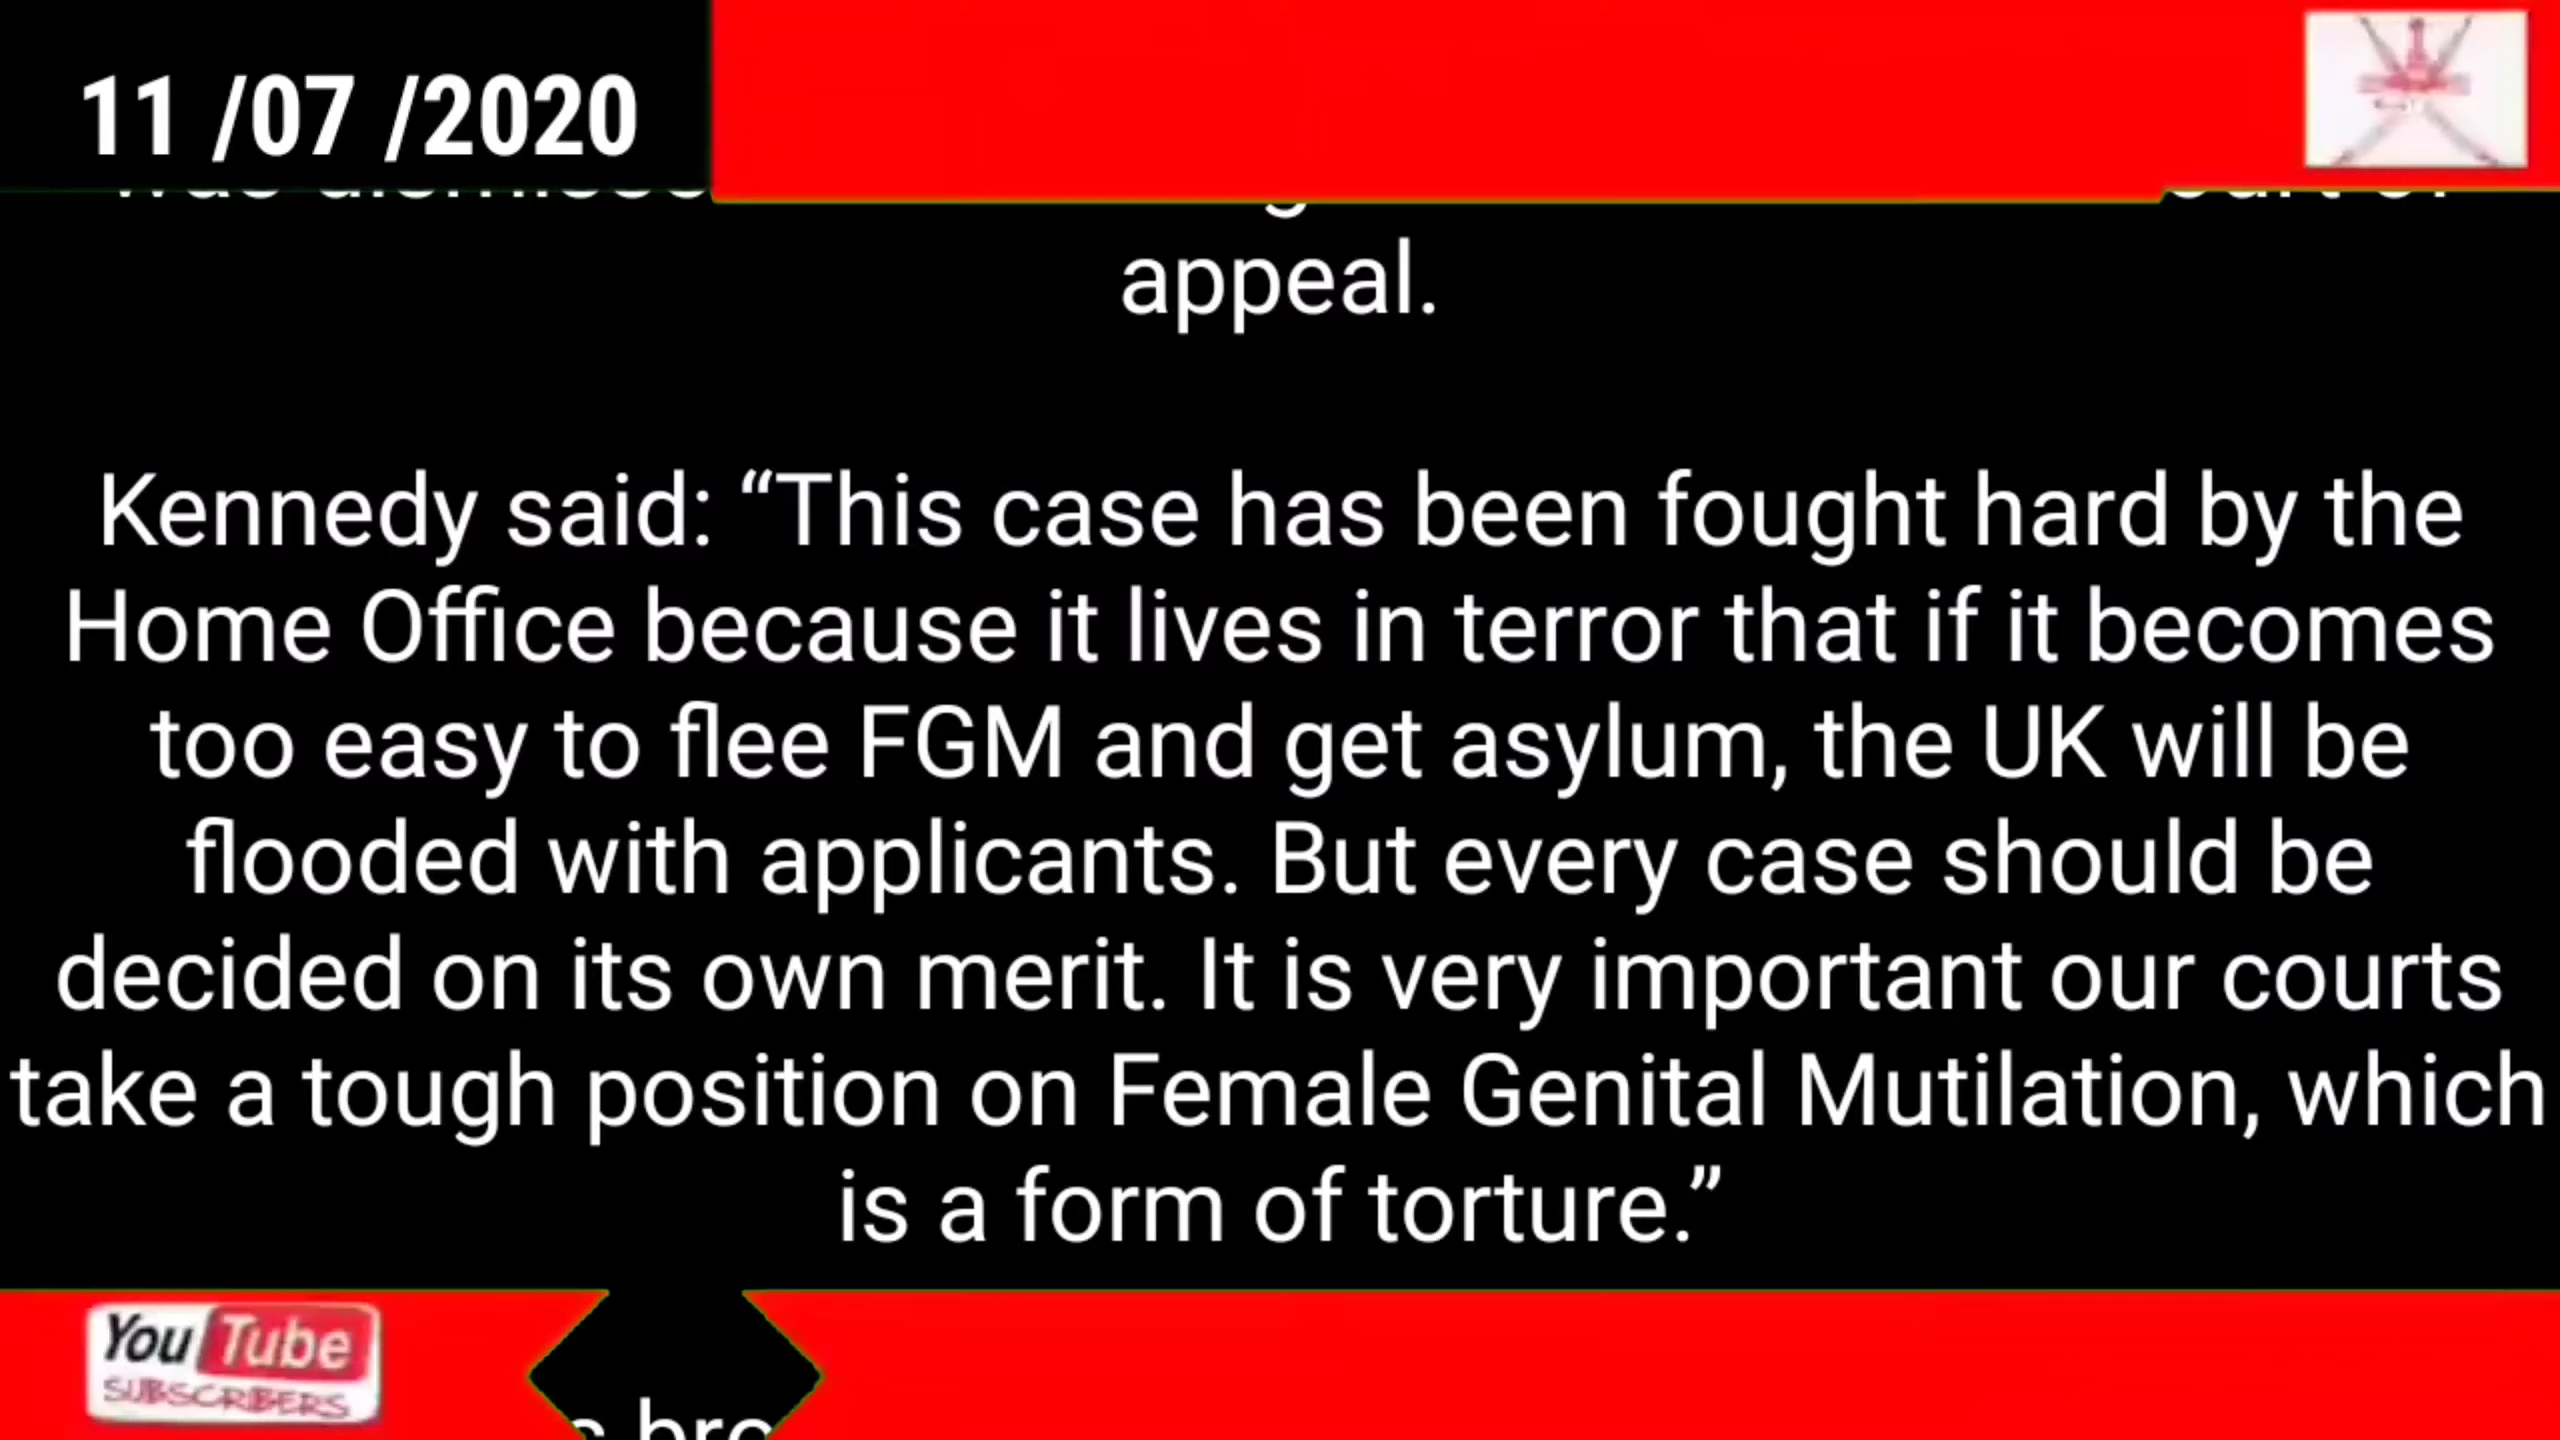 11 /07 /2020
was
appeal.
Kennedy said: “This case has been fought hard by the
Home Office because it lives in terror that if it becomes
too easy to flee FGM and get asylum, the UK will be
flooded with applicants. But every case should be
decided on its own merit. It is very important our courts
take a tough position on Female Genital Mutilation, which
is a form of torture.”
You Tube
SUBSCRIBERS